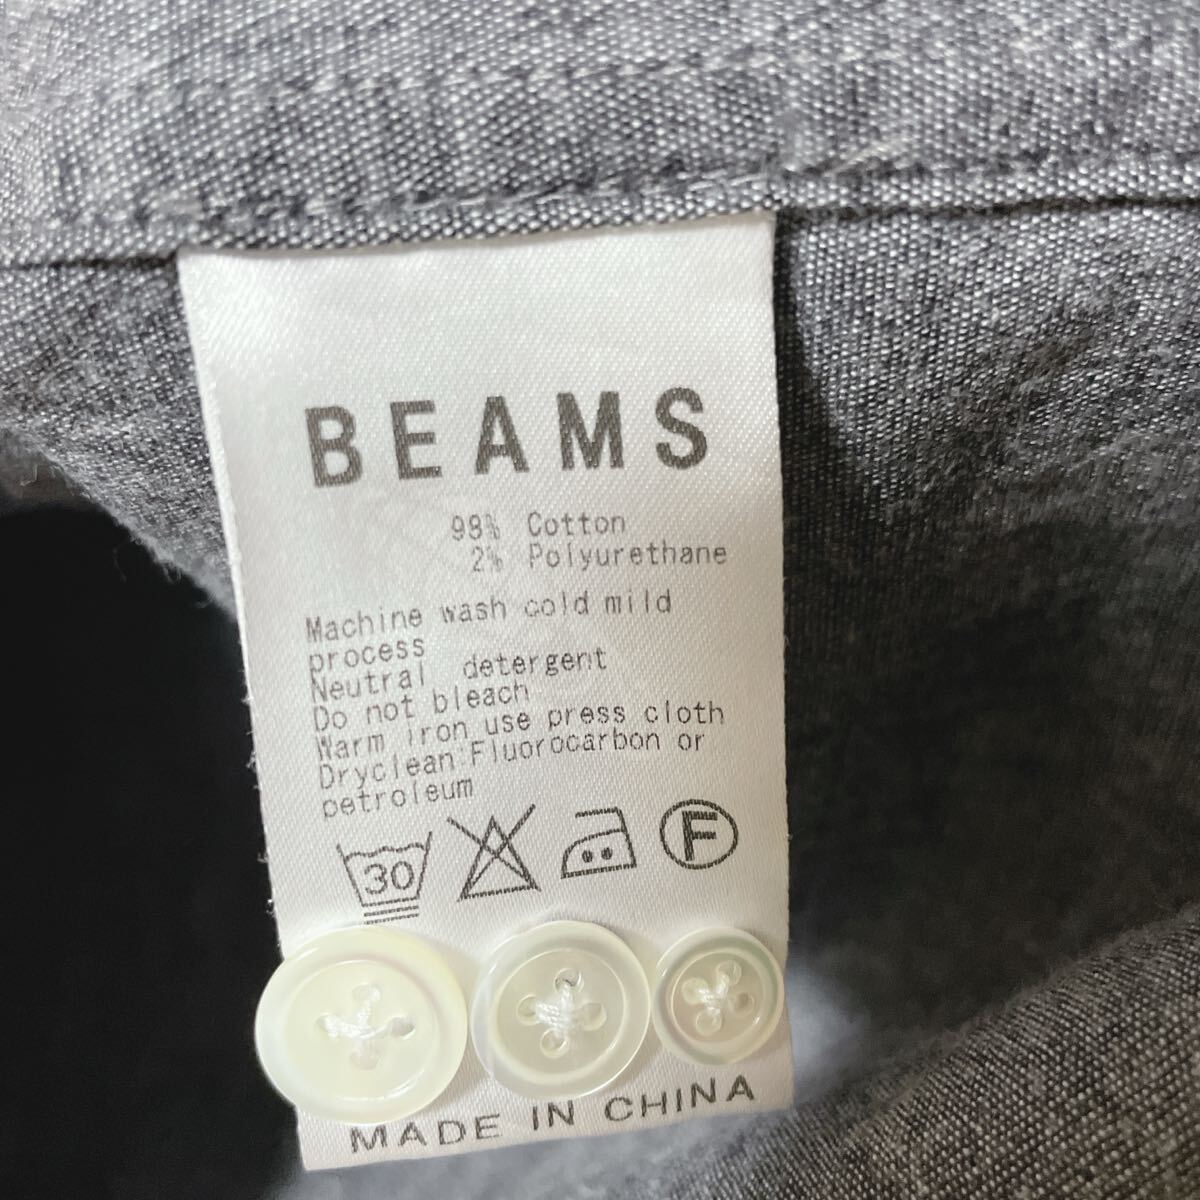 BEAMS
98% Cotton
2% Polyurethane
Machine wash cold mild
process
Neutral detergent
Do not bleach
Warm iron use press cloth
Dryclean Fluorocarbon or
petroleum
30
F
MADE IN CHINA